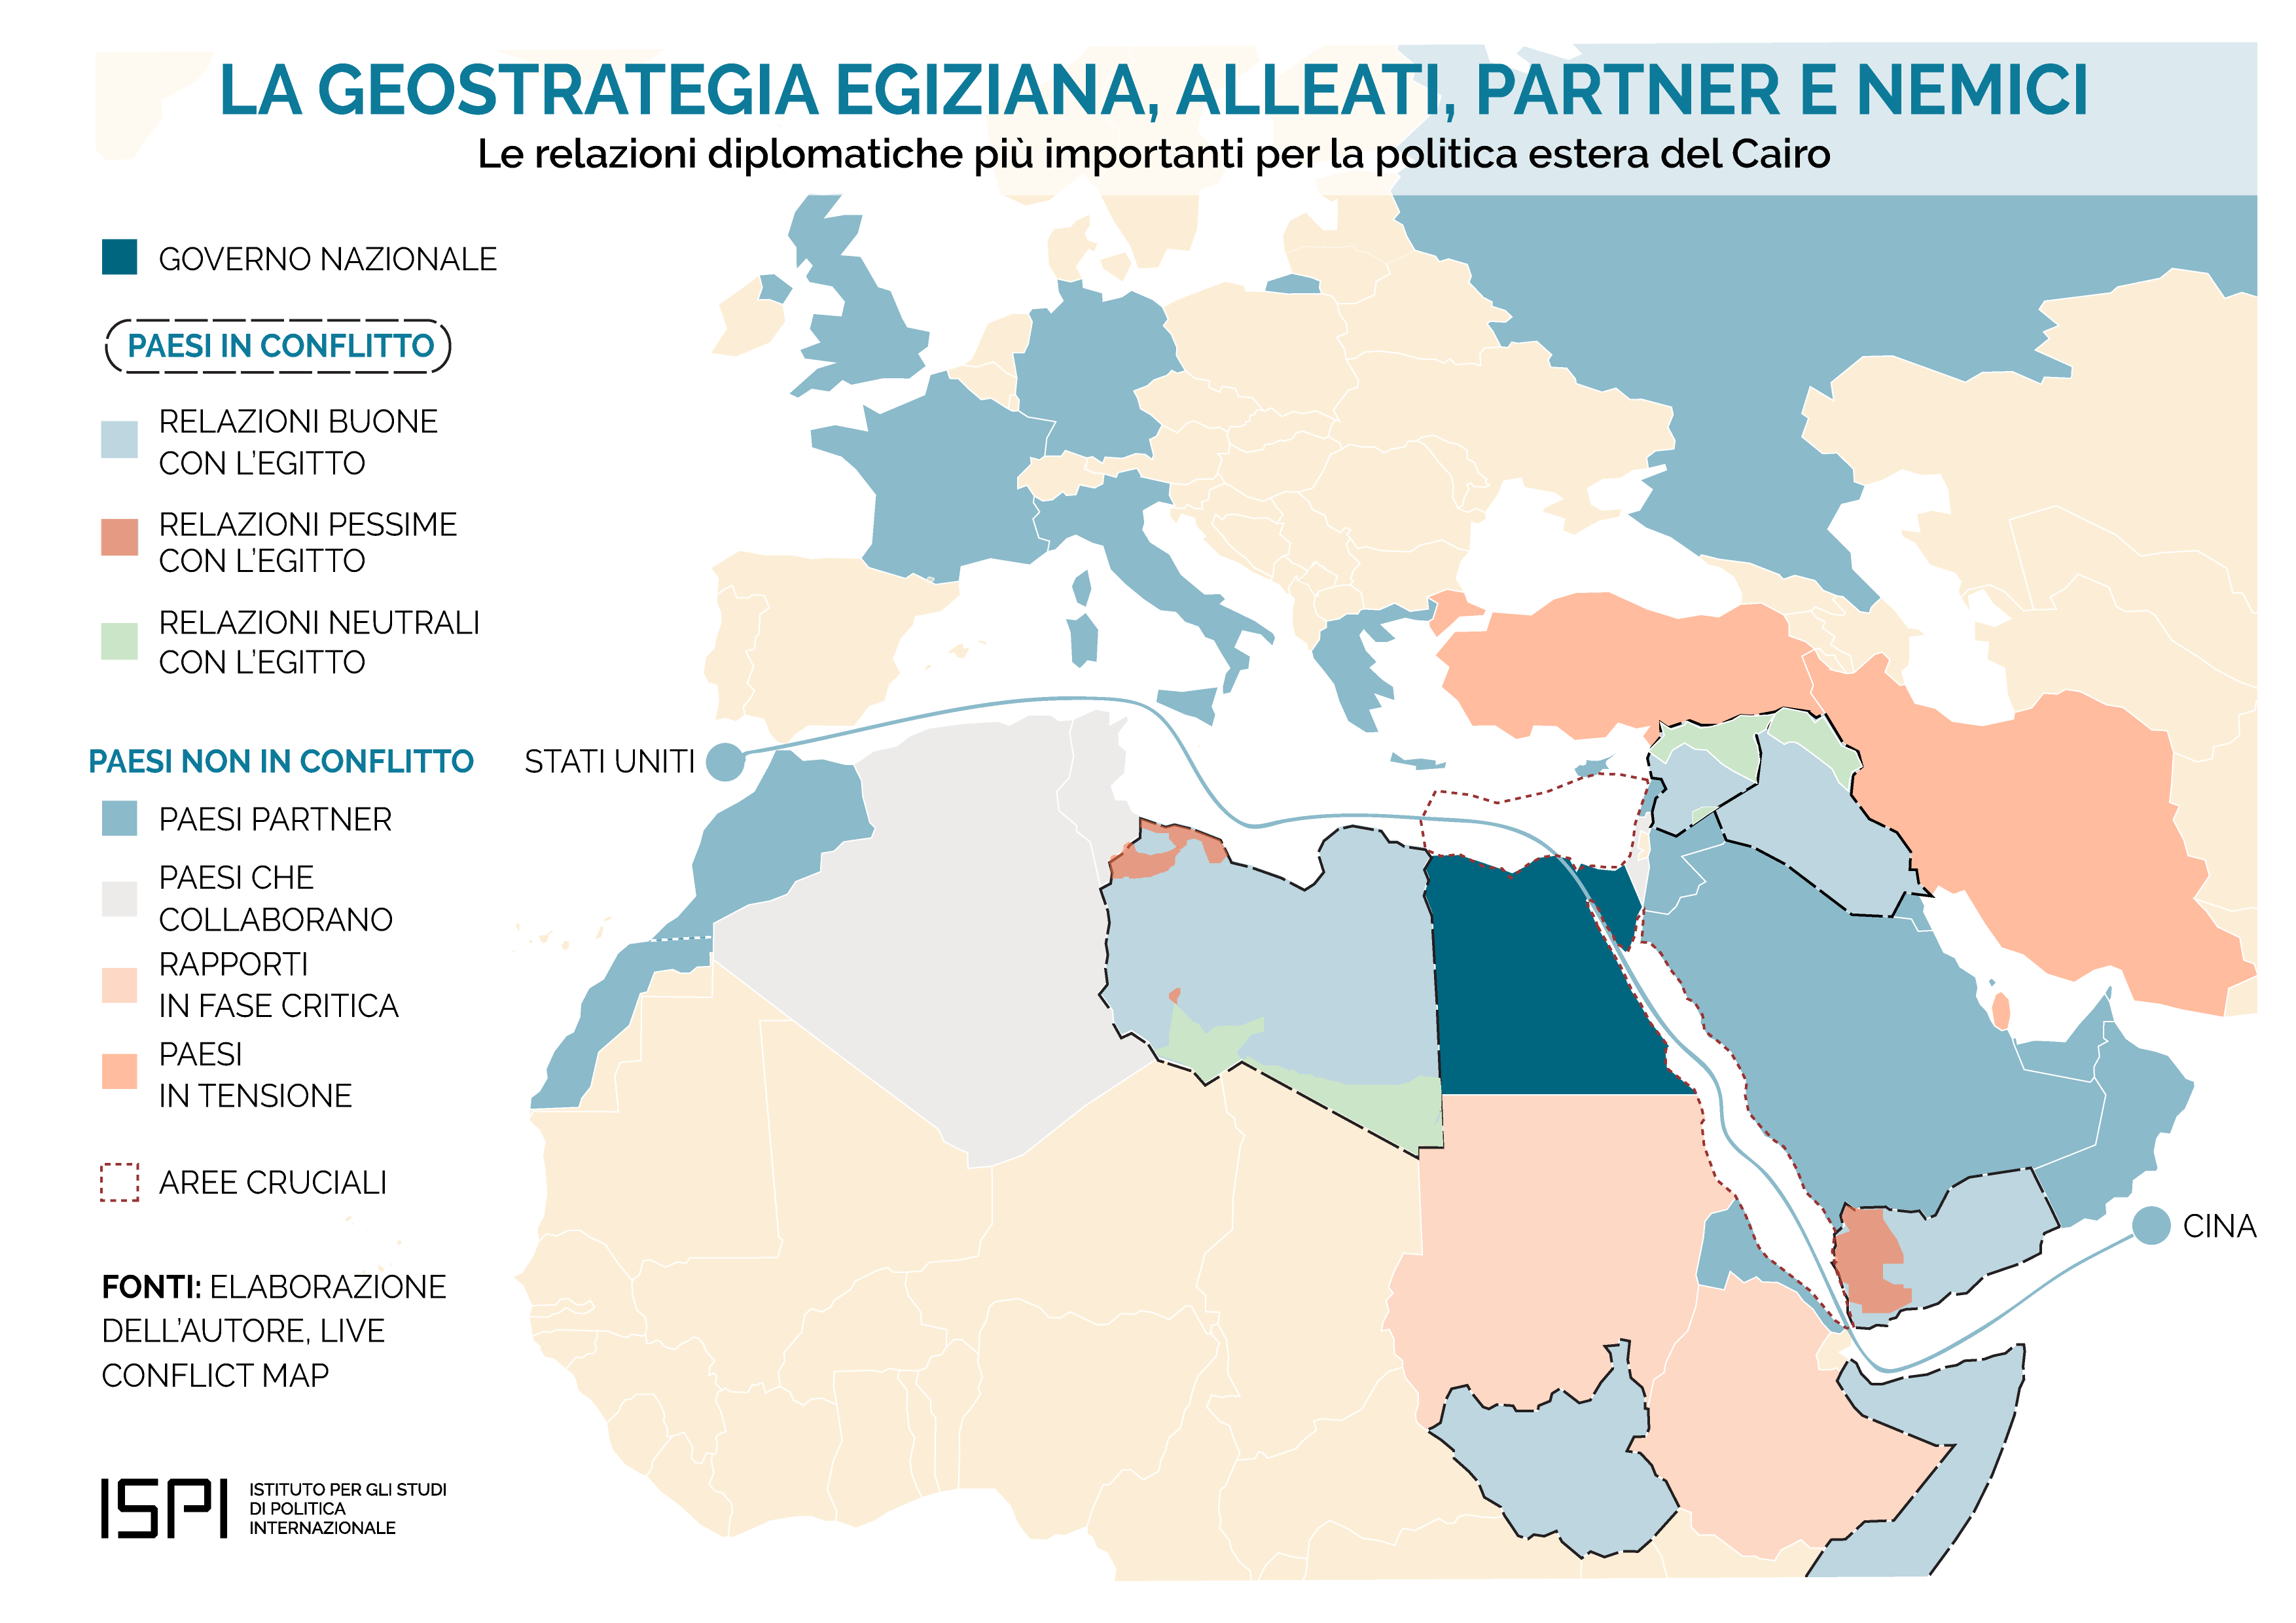 LA GEOSTRATEGIA EGIZIANA, ALLEATI, PARTNER E NEMICI
Le relazioni diplomatiche più importanti per la politica estera del Cairo
GOVERNO NAZIONALE
PAESI IN CONFLITTO
RELAZIONI BUONE
CON L'EGITTO
RELAZIONI PESSIME
CON L'EGITTO
RELAZIONI NEUTRALI
CON L'EGITTO
PAESI NON IN CONFLITTO
PAESI PARTNER
PAESI CHE
COLLABORANO
RAPPORTI
IN FASE CRITICA
PAESI
IN TENSIONE
AREE CRUCIALI
FONTI: ELABORAZIONE
DELL'AUTORE, LIVE
CONFLICT MAP
ISPI
ISTITUTO PER GLI STUDI
DI POLITICA
INTERNAZIONALE
STATI UNITI
CINA